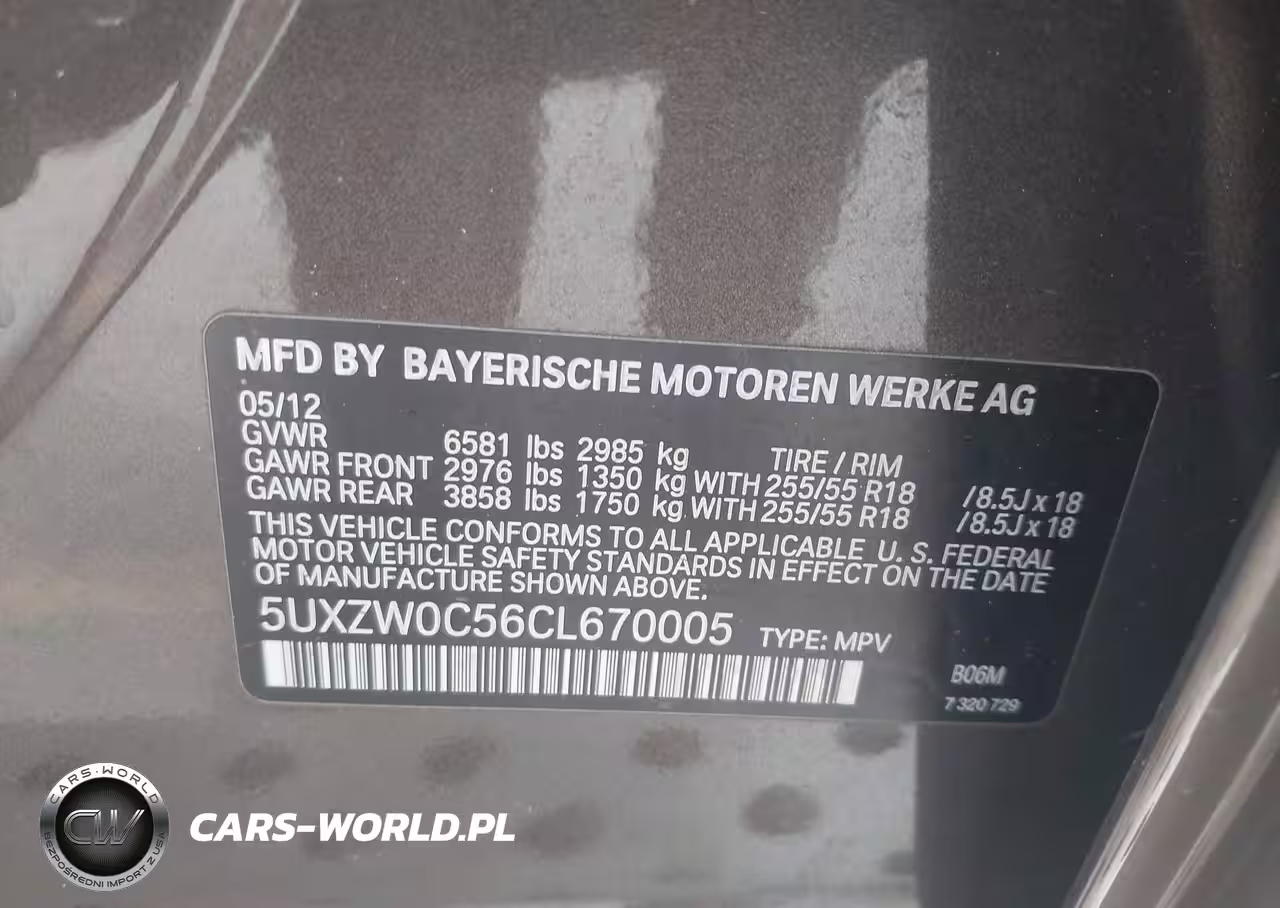 MFD BY BAYERISCHE MOTOREN WERKE AG
05/12
GVWR 6581 lbs 2985 kg TIRE / RIM
GAWR FRONT 2976 lbs 1350 kg WITH 255/55 R18 /8.5J x 18
GAWR REAR 3858 lbs 1750 kg WITH 255/55 R18 /8.5J x 18
THIS VEHICLE CONFORMS TO ALL APPLICABLE U. S. FEDERAL
MOTOR VEHICLE SAFETY STANDARDS IN EFFECT ON THE DATE
OF MANUFACTURE SHOWN ABOVE.
5UXZW0C56CL670005 TYPE: MPV
B06M
7 320 729
CARS-WORLD
CW
BEZPOŚREDNI IMPORT Z USA
CARS-WORLD.PL